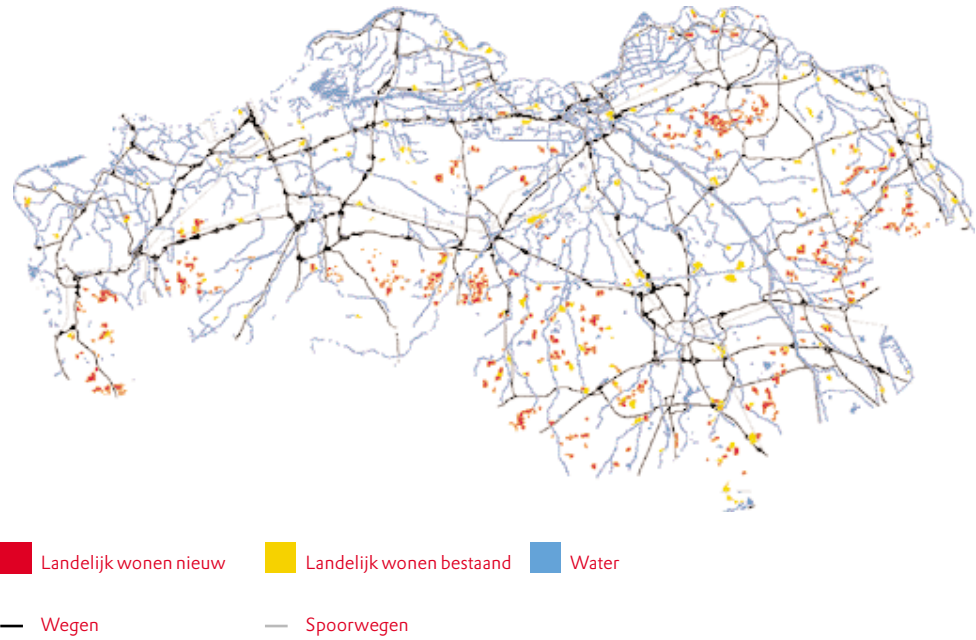 Landelijk wonen nieuw
Landelijk wonen bestaand
Water
Wegen
Spoorwegen